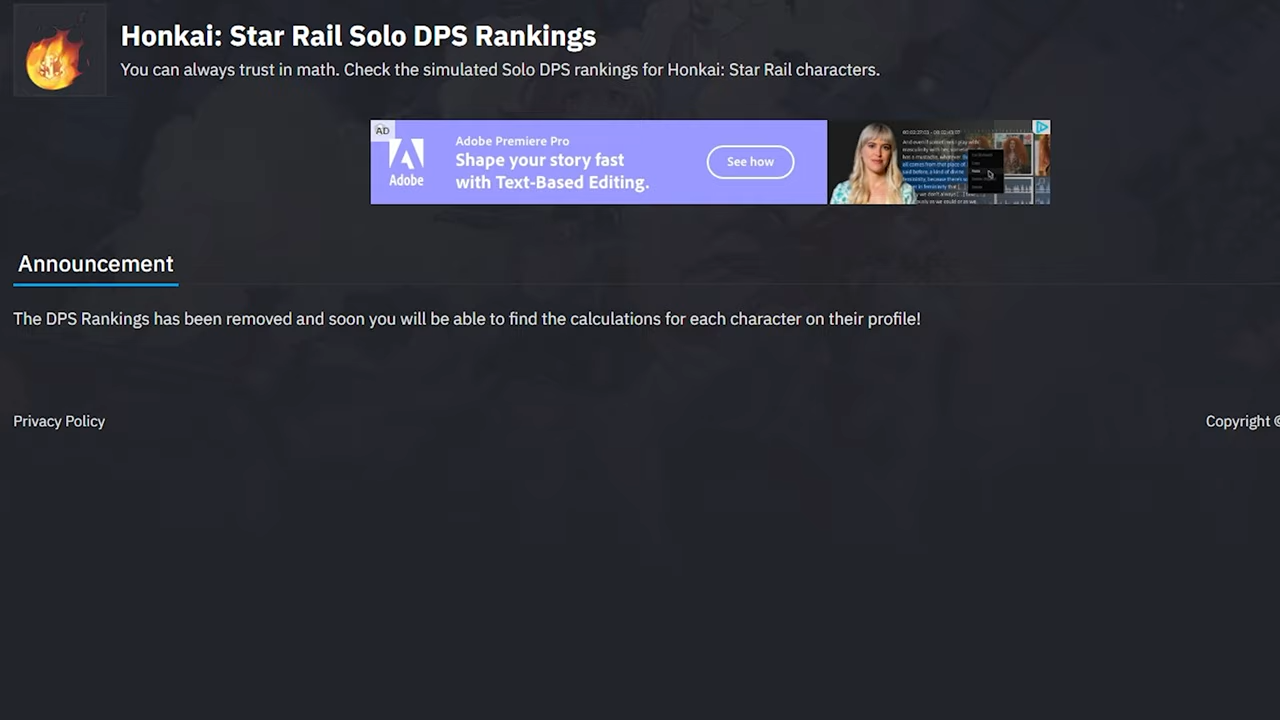 Honkai: Star Rail Solo DPS Rankings
You can always trust in math. Check the simulated Solo DPS rankings for Honkai: Star Rail characters.
AD
Adobe Premiere Pro
Shape your story fast
with Text-Based Editing.
See how
Adobe
Announcement
The DPS Rankings has been removed and soon you will be able to find the calculations for each character on their profile!
Privacy Policy
Copyright ©